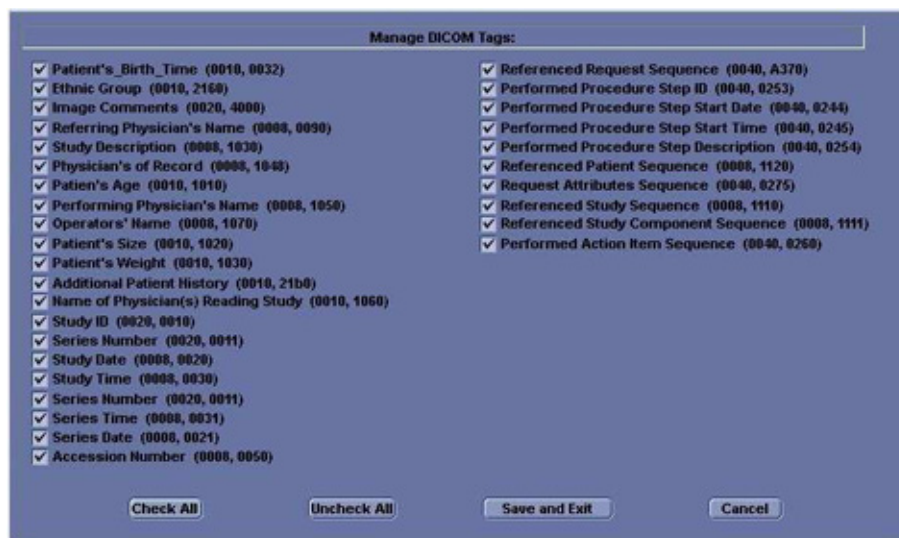 Manage DICOM Tags:
Patient's_Birth_Time (0010, 0032)
Ethnic Group (0010, 2160)
Image Comments (0020, 4000)
Referring Physician's Name (0008, 0090)
Study Description (0008, 1030)
Physician's of Record (0008, 1048)
Patien's Age (0010, 1010)
Performing Physician's Name (0008, 1050)
Operators' Name (0008, 1070)
Patient's Size (0010, 1020)
Patient's Weight (0010, 1030)
Additional Patient History (0010, 21b0)
Name of Physician(s) Reading Study (0010, 1060)
Study ID (0020, 0010)
Series Number (0020, 0011)
Study Date (0008, 0020)
Study Time (0008, 0030)
Series Number (0020, 0011)
Series Time (0008, 0031)
Series Date (0008, 0021)
Accession Number (0008, 0050)
Referenced Request Sequence (0040, A370)
Performed Procedure Step ID (0040, 0253)
Performed Procedure Step Start Date (0040, 0244)
Performed Procedure Step Start Time (0040, 0245)
Performed Procedure Step Description (0040, 0254)
Referenced Patient Sequence (0008, 1120)
Request Attributes Sequence (0040, 0275)
Referenced Study Sequence (0008, 1110)
Referenced Study Component Sequence (0008, 1111)
Performed Action Item Sequence (0040, 0260)
Check All
Uncheck All
Save and Exit
Cancel